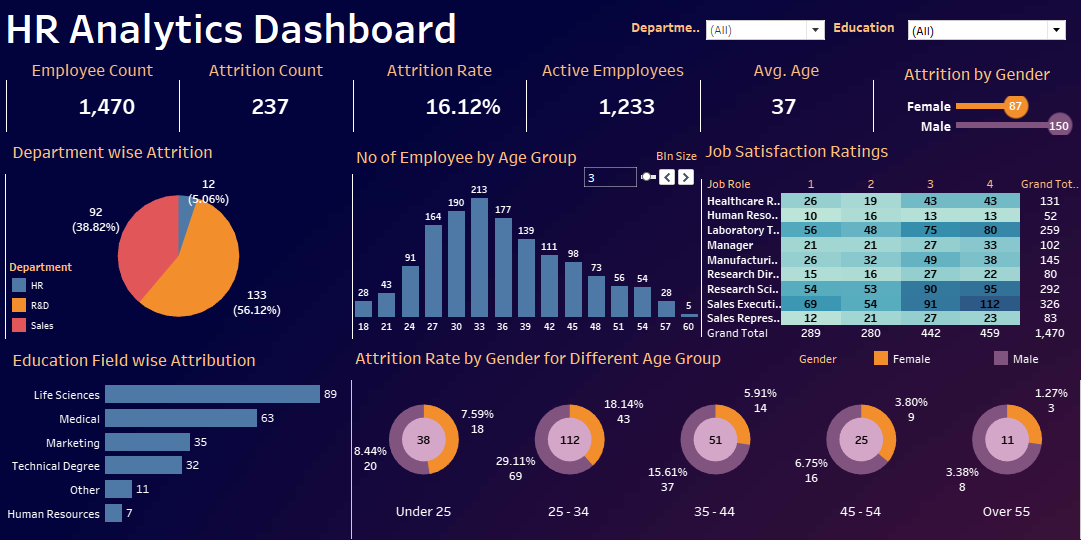 HR Analytics Dashboard
Departme.. (All) Education (All)
Employee Count
1,470
Attrition Count
237
Attrition Rate
16.12%
Active Empployees
1,233
Avg. Age
37
Attrition by Gender
Female 87
Male 150
Department wise Attrition
12
(5.06%)
92
(38.82%)
133
(56.12%)
Department
HR
R&D
Sales
No of Employee by Age Group
BIn Size
3
28 43 91 164 190 213 177 139 111 98 73 56 54 28 5
18 21 24 27 30 33 36 39 42 45 48 51 54 57 60
Job Satisfaction Ratings
Job Role 1 2 3 4 Grand Tot..
Healthcare R.. 26 19 43 43 131
Human Reso.. 10 16 13 13 52
Laboratory T.. 56 48 75 80 259
Manager 21 21 27 33 102
Manufacturi.. 26 32 49 38 145
Research Dir.. 15 16 27 22 80
Research Sci.. 54 53 90 95 292
Sales Executi.. 69 54 91 112 326
Sales Repres.. 12 21 27 23 83
Grand Total 289 280 442 459 1,470
Education Field wise Attribution
Life Sciences 89
Medical 63
Marketing 35
Technical Degree 32
Other 11
Human Resources 7
Attrition Rate by Gender for Different Age Group
Gender Female Male
7.59%
18
38
8.44%
20
Under 25
18.14%
43
112
29.11%
69
25 - 34
5.91%
14
51
15.61%
37
35 - 44
3.80%
9
25
6.75%
16
45 - 54
1.27%
3
11
3.38%
8
Over 55